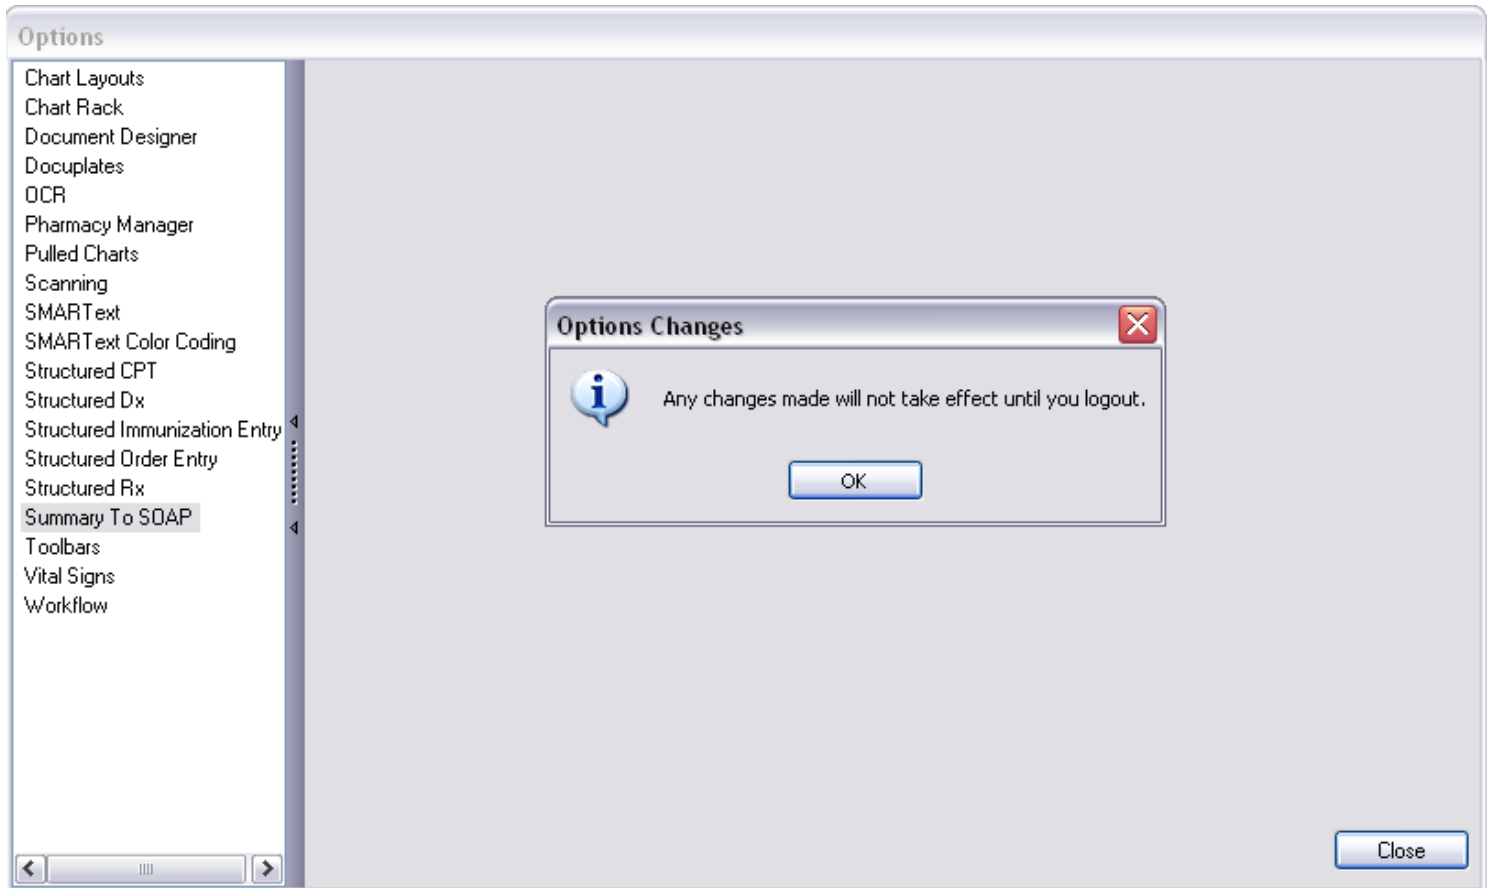 Options
Chart Layouts
Chart Rack
Document Designer
Docuplates
OCR
Pharmacy Manager
Pulled Charts
Scanning
SMARText
SMARText Color Coding
Structured CPT
Structured Dx
Structured Immunization Entry
Structured Order Entry
Structured Rx
Summary To SOAP
Toolbars
Vital Signs
Workflow
Options Changes
Any changes made will not take effect until you logout.
OK
Close